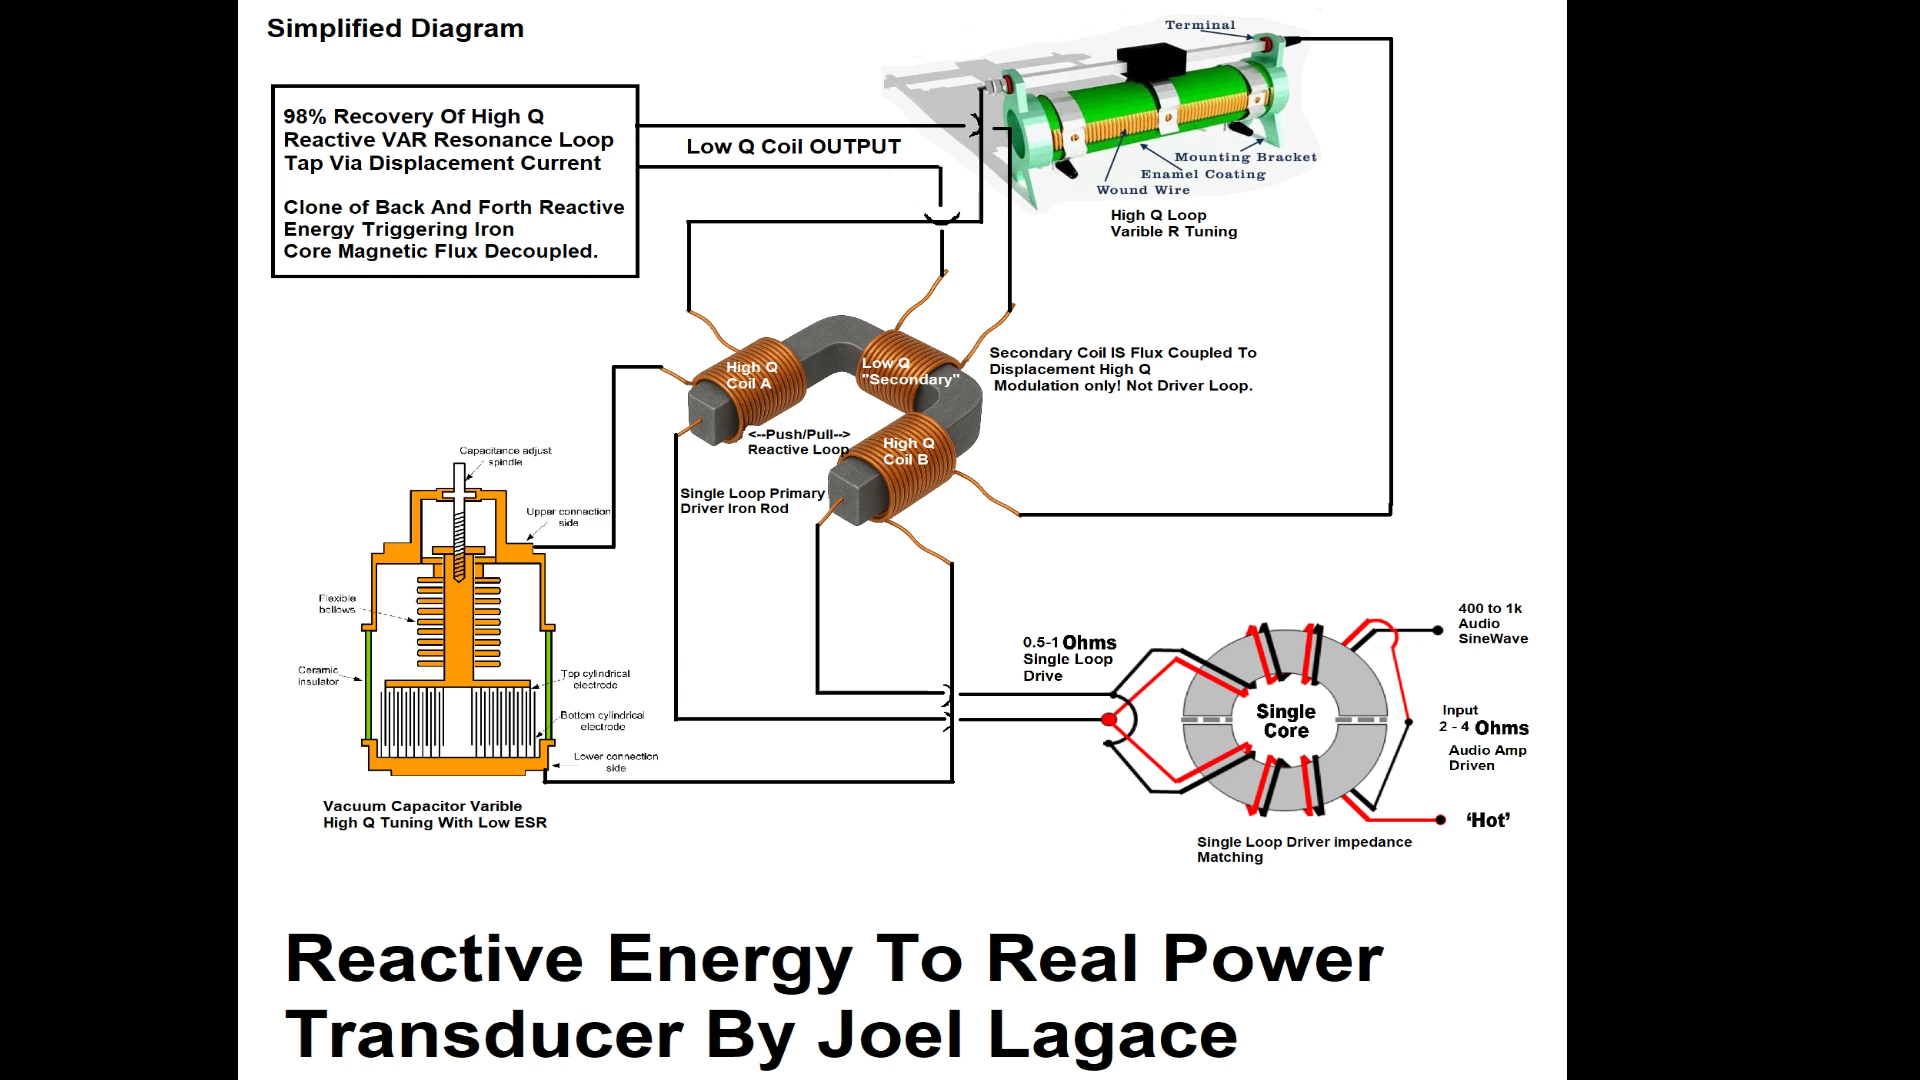 Simplified Diagram
98% Recovery Of High Q
Reactive VAR Resonance Loop
Tap Via Displacement Current
Clone of Back And Forth Reactive
Energy Triggering Iron
Core Magnetic Flux Decoupled.
Low Q Coil OUTPUT
Terminal
Mounting Bracket
Enamel Coating
Wound Wire
High Q Loop
Varible R Tuning
High Q
Coil A
Low Q
"Secondary"
Secondary Coil IS Flux Coupled To
Displacement High Q
Modulation only! Not Driver Loop.
<--Push/Pull-->
Reactive Loop
High Q
Coil B
Single Loop Primary
Driver Iron Rod
Capacitance adjust
spindle
Upper connection
side
Flexible
bellows
Ceramic
insulator
Top cylindrical
electrode
Bottom cylindrical
electrode
Lower connection
side
Vacuum Capacitor Varible
High Q Tuning With Low ESR
0.5-1 Ohms
Single Loop
Drive
Single
Core
400 to 1k
Audio
SineWave
Input
2 - 4 Ohms
Audio Amp
Driven
‘Hot’
Single Loop Driver impedance
Matching
Reactive Energy To Real Power
Transducer By Joel Lagace